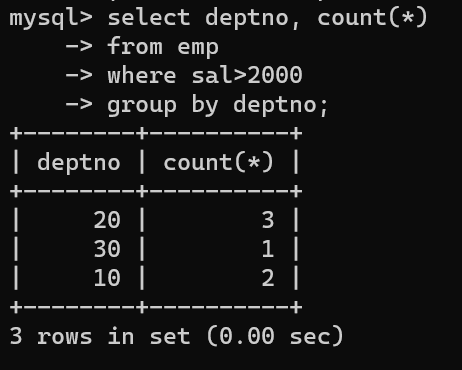 mysql> select deptno, count(*)
    -> from emp
    -> where sal>2000
    -> group by deptno;
+--------+----------+
| deptno | count(*) |
+--------+----------+
|     20 |        3 |
|     30 |        1 |
|     10 |        2 |
+--------+----------+
3 rows in set (0.00 sec)